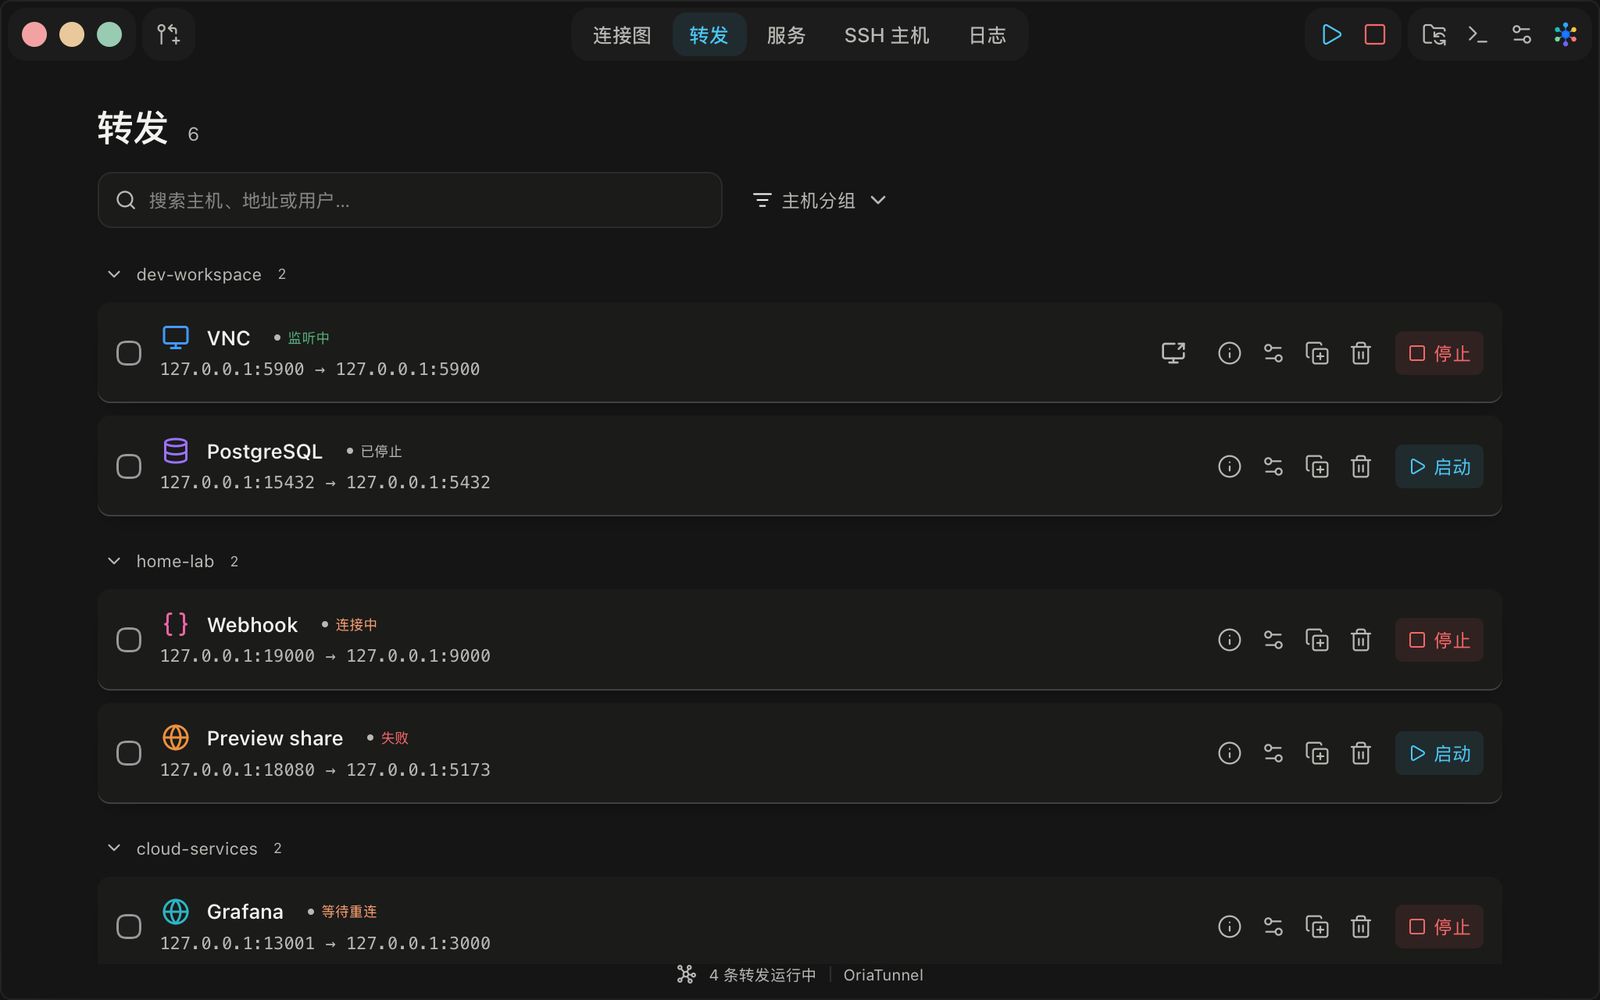 连接图 转发 服务 SSH 主机 日志
转发 6
搜索主机、地址或用户... 主机分组
dev-workspace 2
VNC 监听中
127.0.0.1:5900 → 127.0.0.1:5900
停止
PostgreSQL 已停止
127.0.0.1:15432 → 127.0.0.1:5432
启动
home-lab 2
Webhook 连接中
127.0.0.1:19000 → 127.0.0.1:9000
停止
Preview share 失败
127.0.0.1:18080 → 127.0.0.1:5173
启动
cloud-services 2
Grafana 等待重连
127.0.0.1:13001 → 127.0.0.1:3000
停止
4 条转发运行中 OriaTunnel